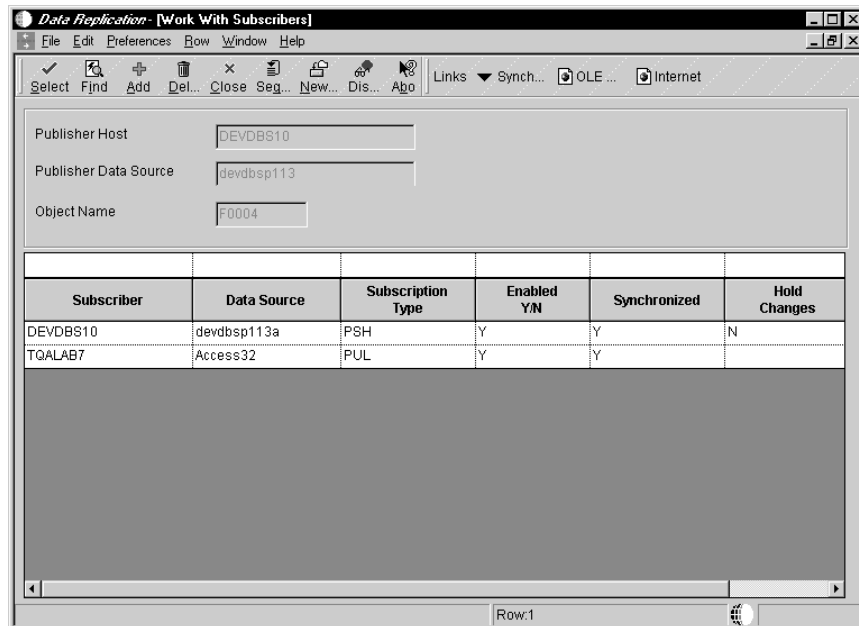 Data Replication - [Work With Subscribers]
File Edit Preferences Row Window Help
Select Find Add Del... Close Seq... New... Dis... Abo Links Synch... OLE ... Internet
Publisher Host DEVDBS10
Publisher Data Source devdbsp113
Object Name F0004
Subscriber Data Source Subscription Type Enabled Y/N Synchronized Hold Changes
DEVDBS10 devdbsp113a PSH Y Y N
TQALAB7 Access32 PUL Y Y
Row:1